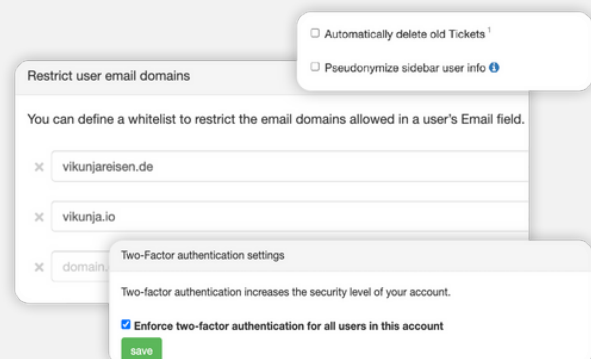 Automatically delete old Tickets 1
Pseudonymize sidebar user info
Restrict user email domains
You can define a whitelist to restrict the email domains allowed in a user's Email field.
vikunjareisen.de
vikunja.io
domain.
Two-Factor authentication settings
Two-factor authentication increases the security level of your account.
Enforce two-factor authentication for all users in this account
save